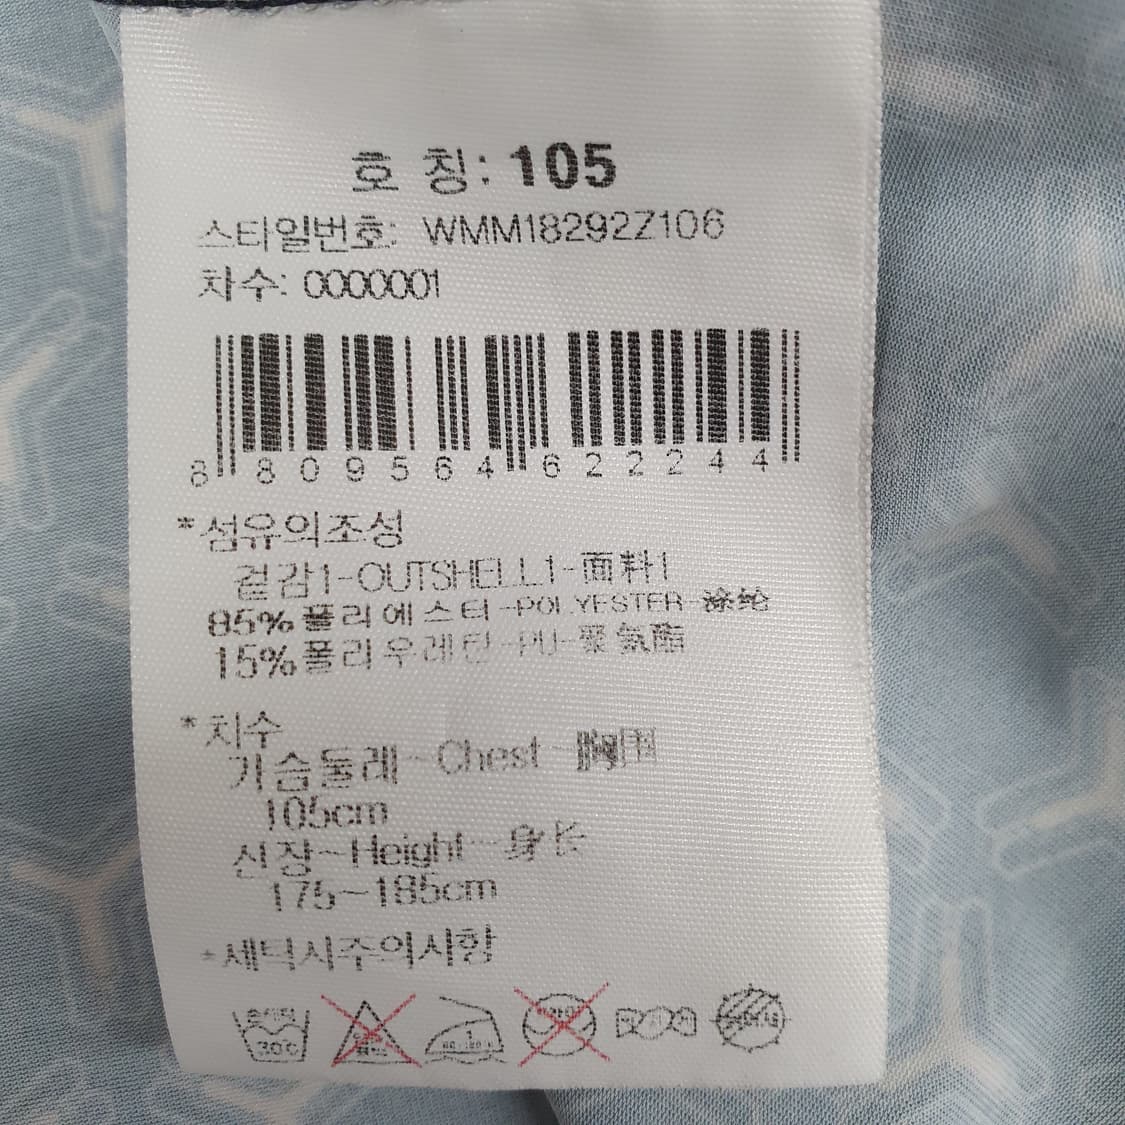 호 칭: 105
스타일번호: WMM18292Z106
차수: 0000001
8 809564 622244
*섬유의조성
겉감1-OUTSHELL1-面料1
85%폴리에스터-POLYESTER-涤纶
15%폴리우레탄-PU-聚氨酯
*치수
가슴둘레-Chest-胸围
105cm
신장-Height-身长
175~185cm
*세탁시주의사항
30℃